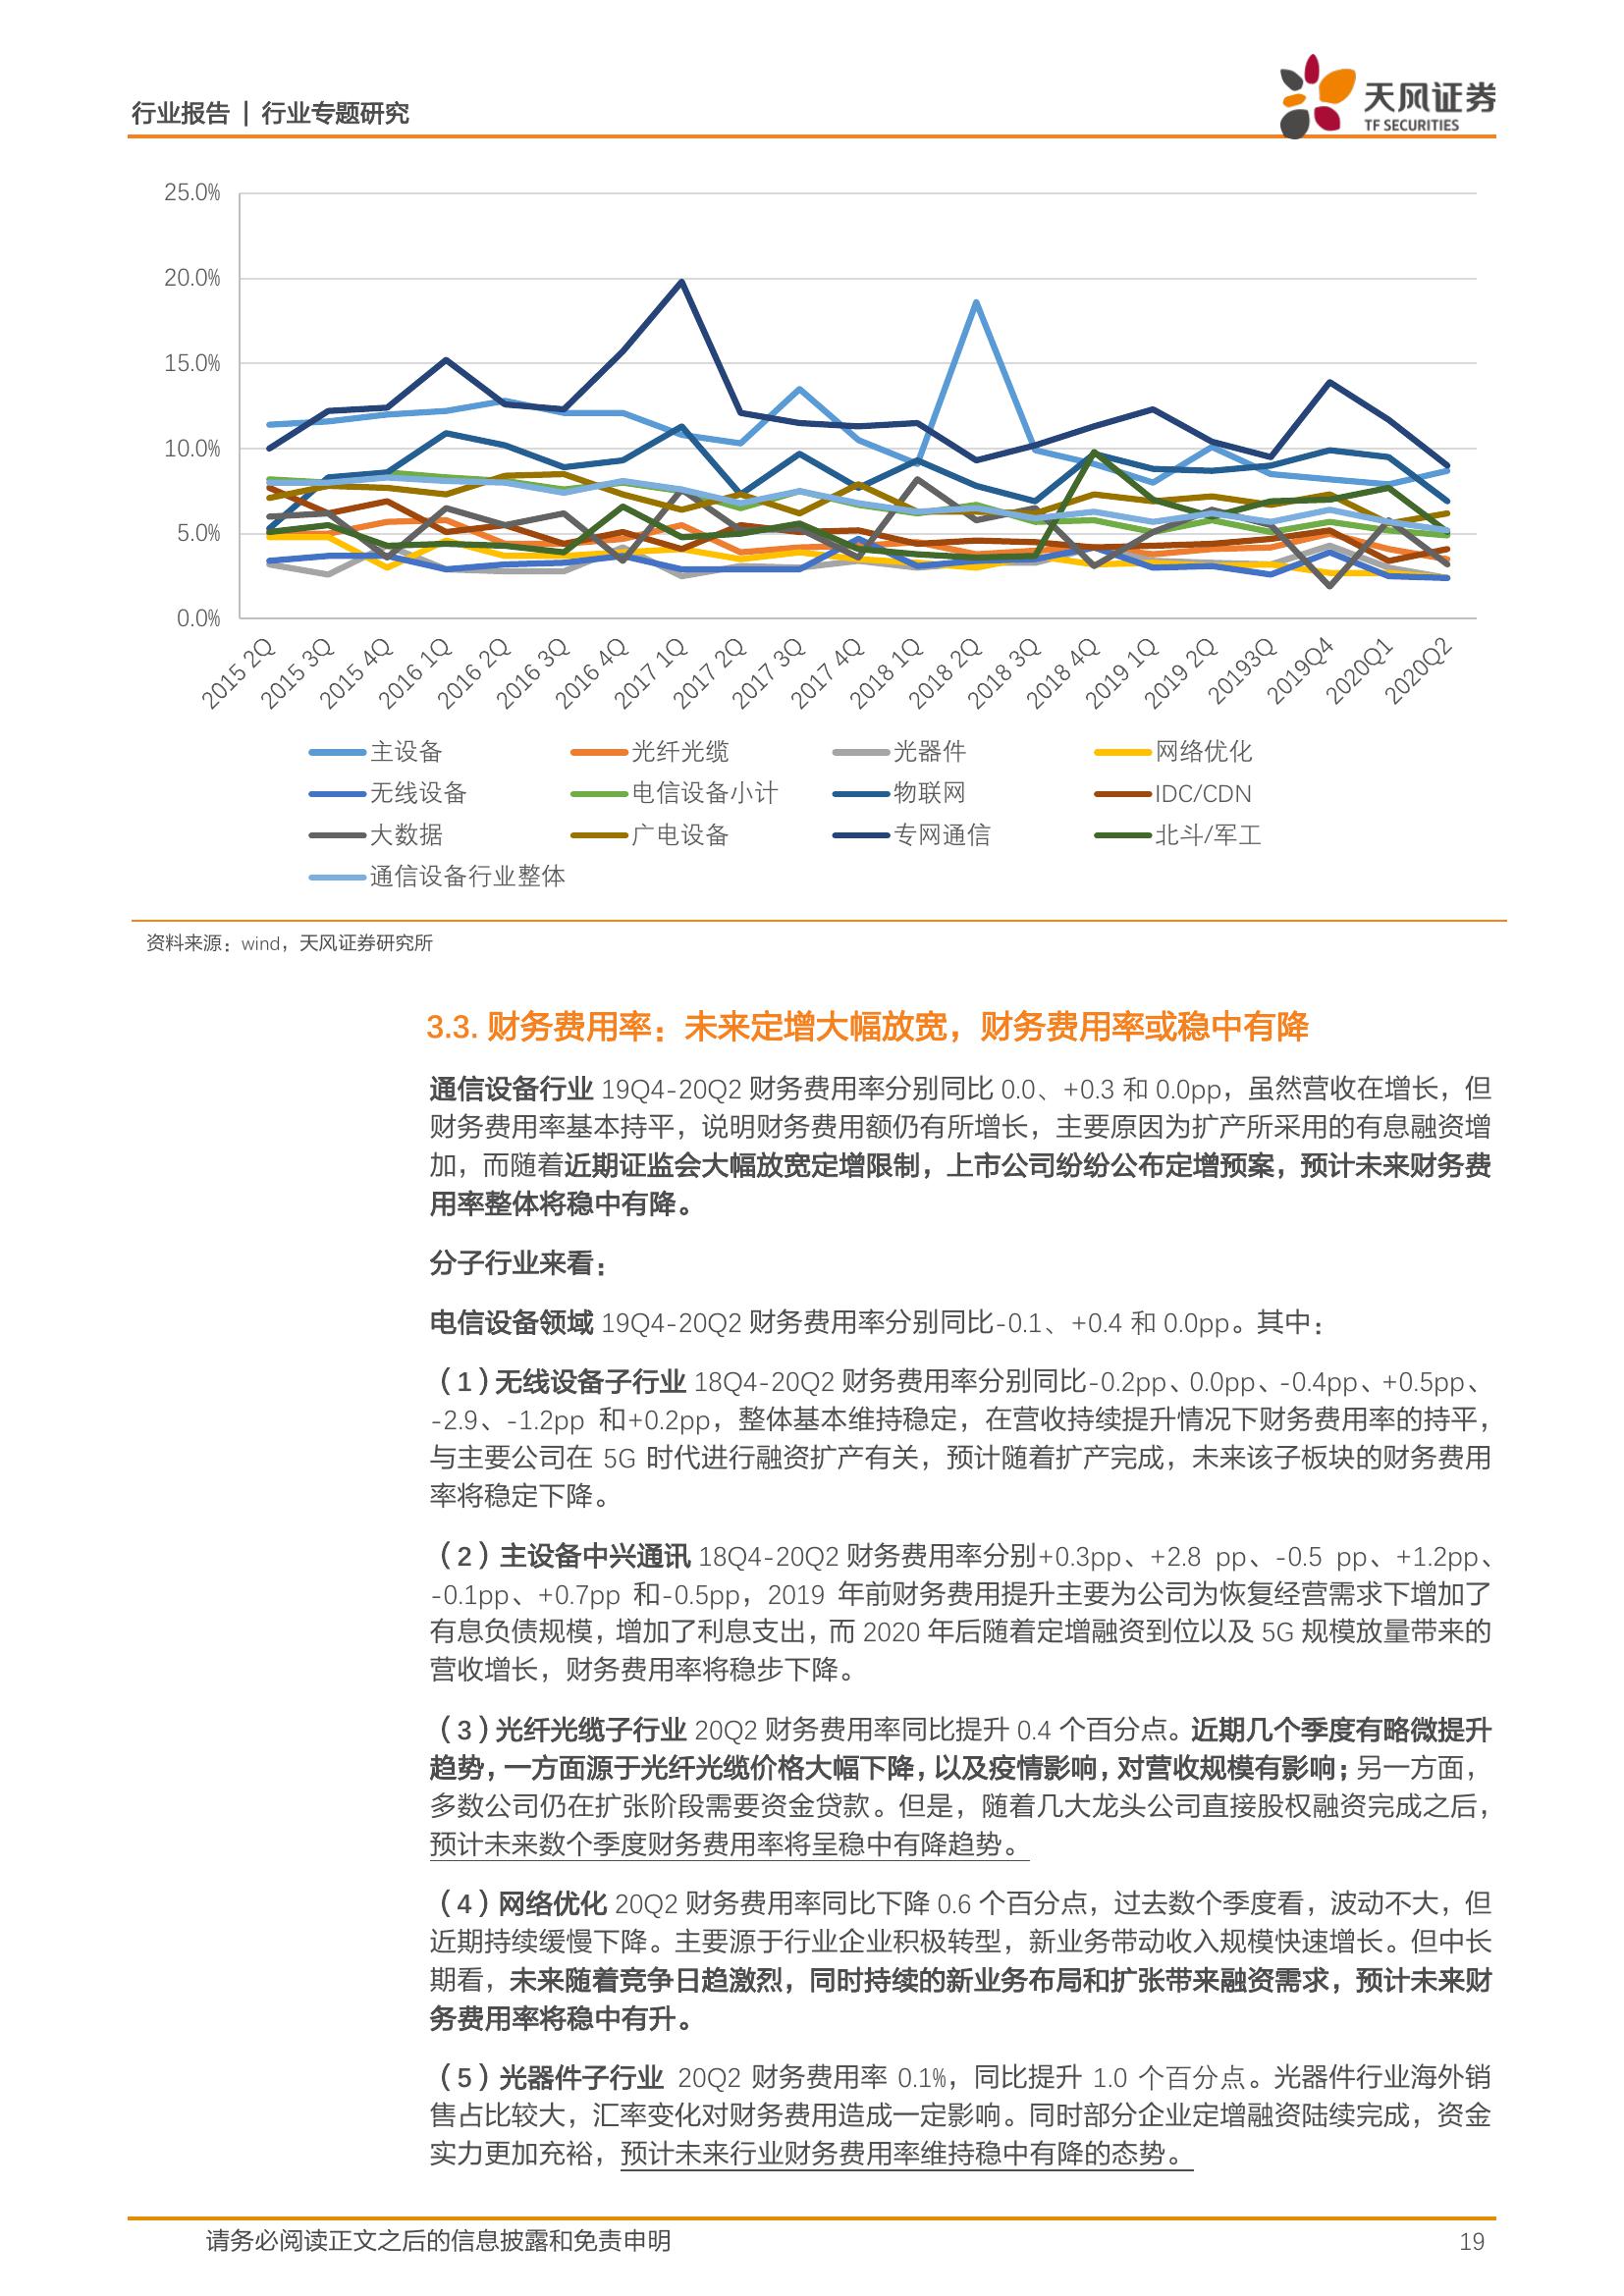 行业报告 | 行业专题研究
天风证券
TF SECURITIES
25.0%
20.0%
15.0%
10.0%
5.0%
0.0%
2015 2Q
2015 3Q
2015 4Q
2016 1Q
2016 2Q
2016 3Q
2016 4Q
2017 1Q
2017 2Q
2017 3Q
2017 4Q
2018 1Q
2018 2Q
2018 3Q
2018 4Q
2019 1Q
2019 2Q
20193Q
2019Q4
2020Q1
2020Q2
主设备 光纤光缆 光器件 网络优化
无线设备 电信设备小计 物联网 IDC/CDN
大数据 广电设备 专网通信 北斗/军工
通信设备行业整体
资料来源：wind，天风证券研究所
3.3. 财务费用率：未来定增大幅放宽，财务费用率或稳中有降
通信设备行业 19Q4-20Q2 财务费用率分别同比 0.0、+0.3 和 0.0pp，虽然营收在增长，但
财务费用率基本持平，说明财务费用额仍有所增长，主要原因为扩产所采用的有息融资增
加，而随着近期证监会大幅放宽定增限制，上市公司纷纷公布定增预案，预计未来财务费
用率整体将稳中有降。
分子行业来看：
电信设备领域 19Q4-20Q2 财务费用率分别同比-0.1、+0.4 和 0.0pp。其中：
（1）无线设备子行业 18Q4-20Q2 财务费用率分别同比-0.2pp、0.0pp、-0.4pp、+0.5pp、
-2.9、-1.2pp 和+0.2pp，整体基本维持稳定，在营收持续提升情况下财务费用率的持平，
与主要公司在 5G 时代进行融资扩产有关，预计随着扩产完成，未来该子板块的财务费用
率将稳定下降。
（2）主设备中兴通讯 18Q4-20Q2 财务费用率分别+0.3pp、+2.8 pp、-0.5 pp、+1.2pp、
-0.1pp、+0.7pp 和-0.5pp，2019 年前财务费用提升主要为公司为恢复经营需求下增加了
有息负债规模，增加了利息支出，而 2020 年后随着定增融资到位以及 5G 规模放量带来的
营收增长，财务费用率将稳步下降。
（3）光纤光缆子行业 20Q2 财务费用率同比提升 0.4 个百分点。近期几个季度有略微提升
趋势，一方面源于光纤光缆价格大幅下降，以及疫情影响，对营收规模有影响；另一方面，
多数公司仍在扩张阶段需要资金贷款。但是，随着几大龙头公司直接股权融资完成之后，
预计未来数个季度财务费用率将呈稳中有降趋势。
（4）网络优化 20Q2 财务费用率同比下降 0.6 个百分点，过去数个季度看，波动不大，但
近期持续缓慢下降。主要源于行业企业积极转型，新业务带动收入规模快速增长。但中长
期看，未来随着竞争日趋激烈，同时持续的新业务布局和扩张带来融资需求，预计未来财
务费用率将稳中有升。
（5）光器件子行业 20Q2 财务费用率 0.1%，同比提升 1.0 个百分点。光器件行业海外销
售占比较大，汇率变化对财务费用造成一定影响。同时部分企业定增融资陆续完成，资金
实力更加充裕，预计未来行业财务费用率维持稳中有降的态势。
请务必阅读正文之后的信息披露和免责申明 19